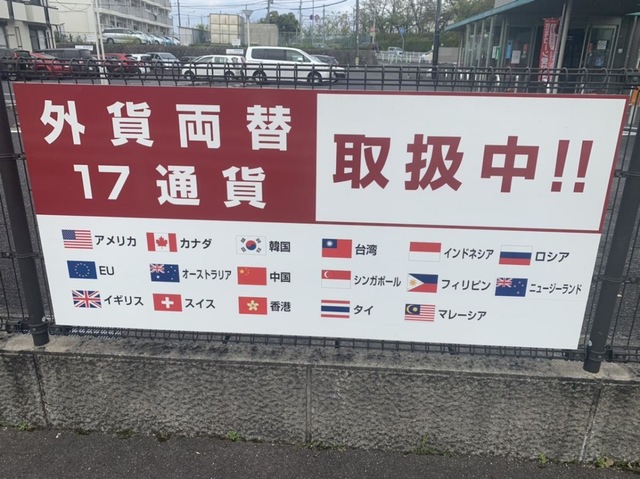 外貨両替
17通貨
取扱中!!
アメリカ カナダ 韓国 台湾 インドネシア ロシア
EU オーストラリア 中国 シンガポール フィリピン ニュージーランド
イギリス スイス 香港 タイ マレーシア